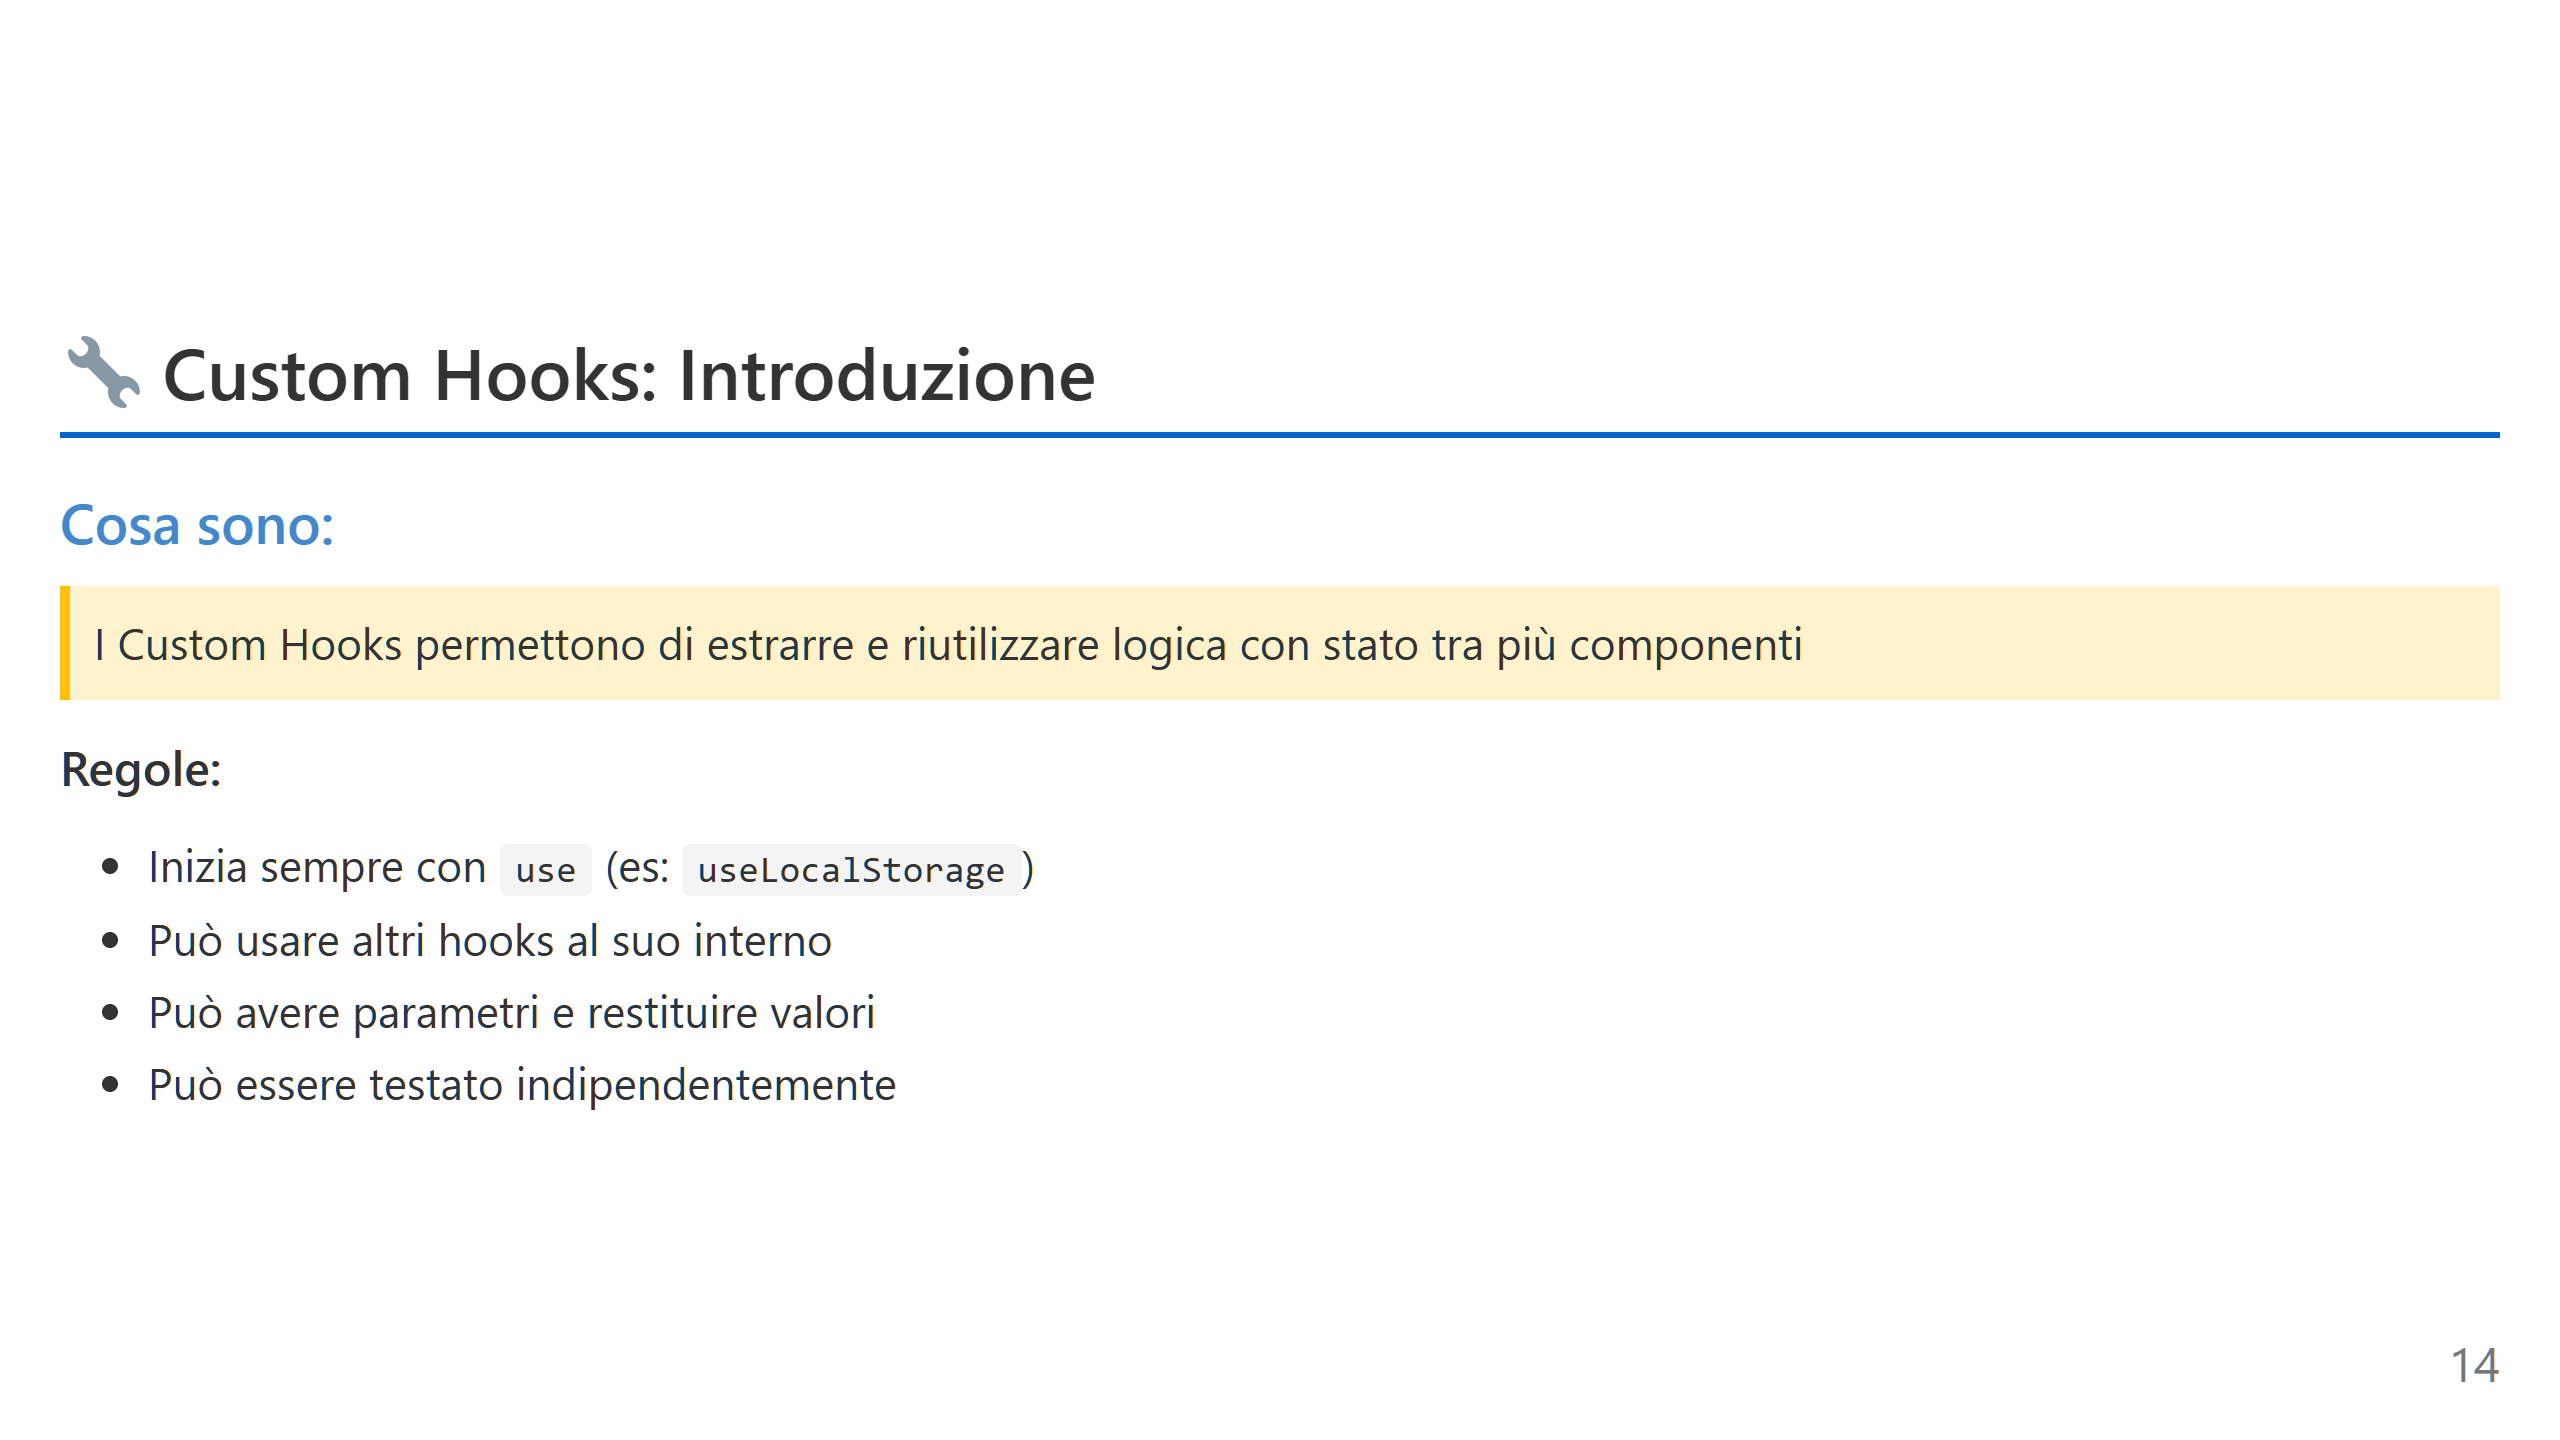 🔧 Custom Hooks: Introduzione
Cosa sono:
I Custom Hooks permettono di estrarre e riutilizzare logica con stato tra più componenti
Regole:
• Inizia sempre con use (es: useLocalStorage)
• Può usare altri hooks al suo interno
• Può avere parametri e restituire valori
• Può essere testato indipendentemente
14